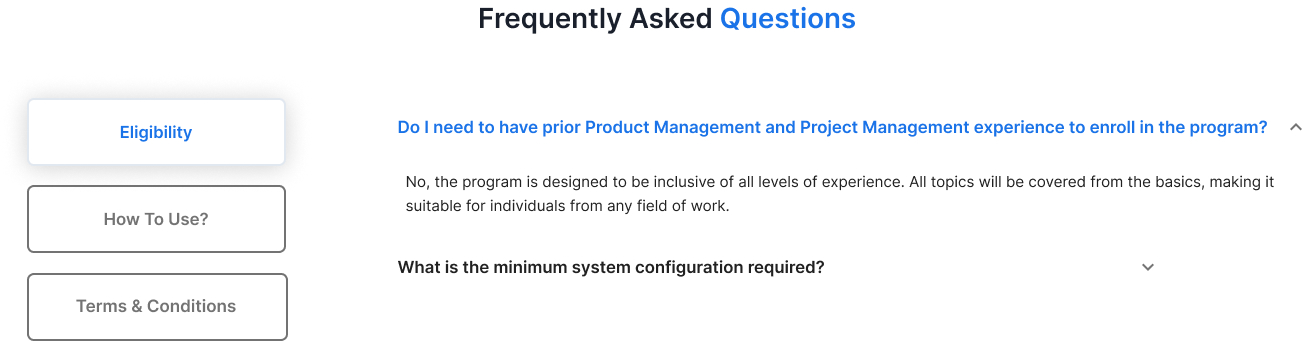 Frequently Asked Questions
Eligibility
How To Use?
Terms & Conditions
Do I need to have prior Product Management and Project Management experience to enroll in the program?
No, the program is designed to be inclusive of all levels of experience. All topics will be covered from the basics, making it
suitable for individuals from any field of work.
What is the minimum system configuration required?